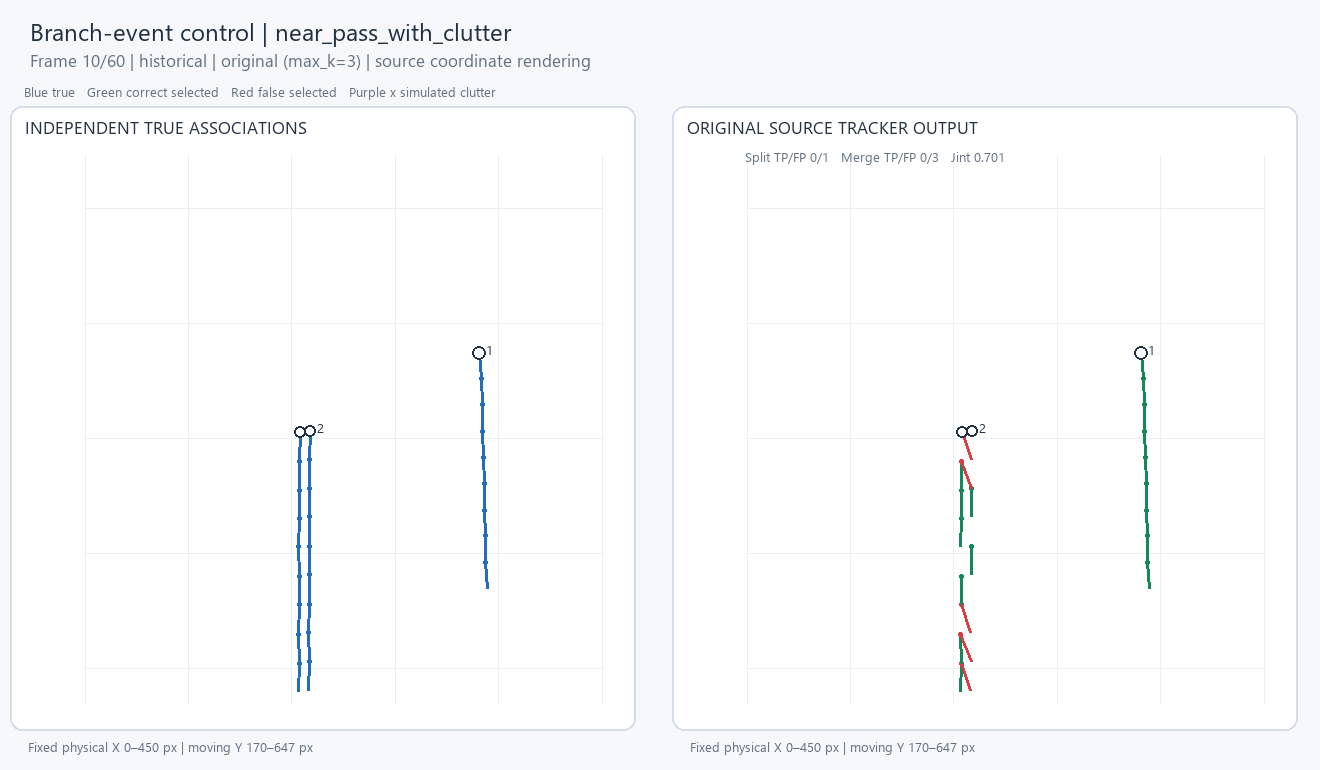 Branch-event control | near_pass_with_clutter
Frame 10/60 | historical | original (max_k=3) | source coordinate rendering
Blue true Green correct selected Red false selected Purple x simulated clutter
INDEPENDENT TRUE ASSOCIATIONS
1
2
Fixed physical X 0–450 px | moving Y 170–647 px
ORIGINAL SOURCE TRACKER OUTPUT
Split TP/FP 0/1 Merge TP/FP 0/3 Jint 0.701
1
2
Fixed physical X 0–450 px | moving Y 170–647 px